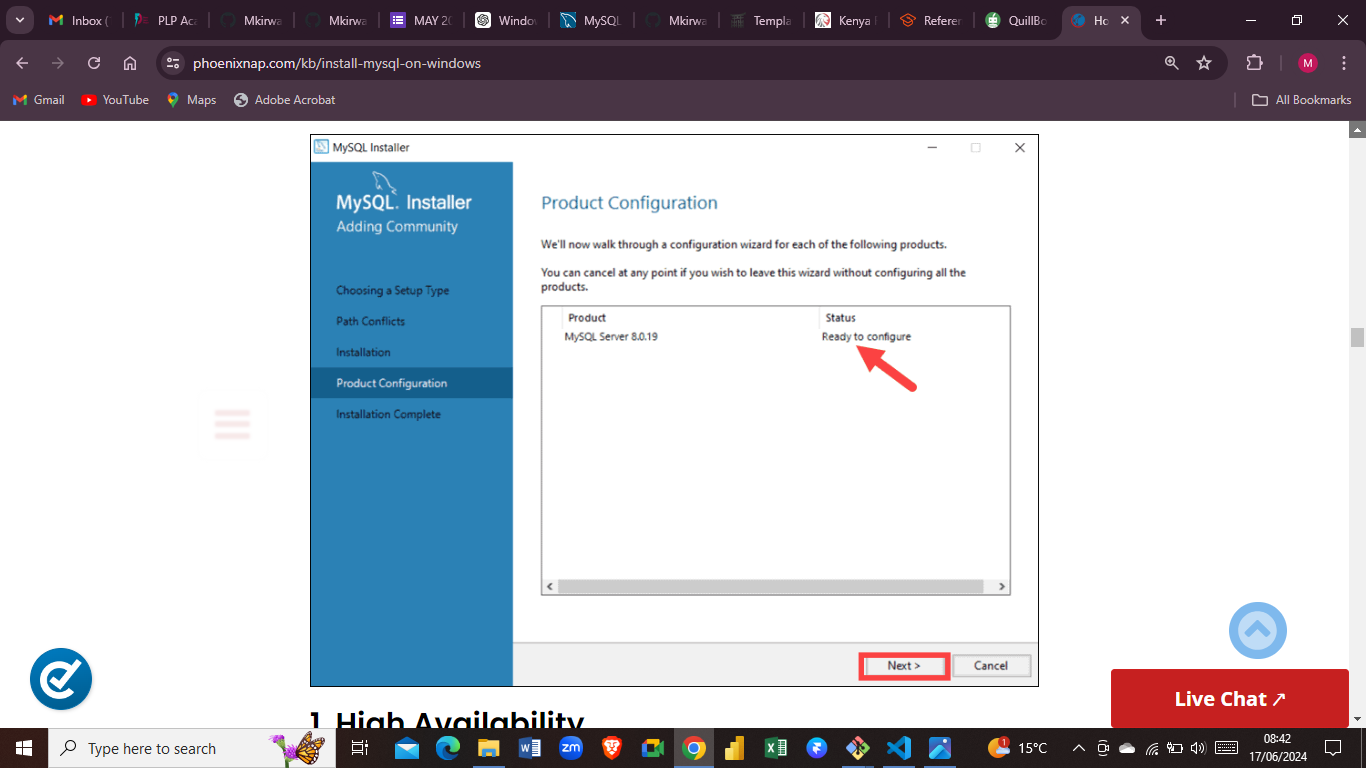 Inbox (
PLP Aca
Mkirwa
Mkirwa
MAY 20
Window
MySQL
Mkirwa
Templa
Kenya
Referen
QuillBo
Ho
phoenixnap.com/kb/install-mysql-on-windows
M
Gmail
YouTube
Maps
Adobe Acrobat
All Bookmarks
MySQL Installer
MySQL. Installer
Adding Community
Choosing a Setup Type
Path Conflicts
Installation
Product Configuration
Installation Complete
Product Configuration
We'll now walk through a configuration wizard for each of the following products.
You can cancel at any point if you wish to leave this wizard without configuring all the
products.
Product Status
MySQL Server 8.0.19 Ready to configure
Next > Cancel
1. High Availability
Live Chat
Type here to search
zm
1
15°C
08:42
17/06/2024